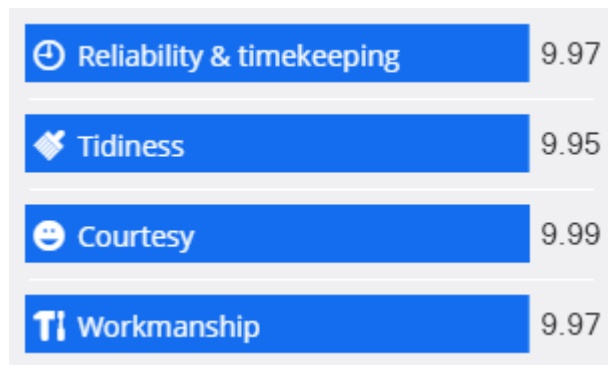 Reliability & timekeeping 9.97
Tidiness 9.95
Courtesy 9.99
Workmanship 9.97